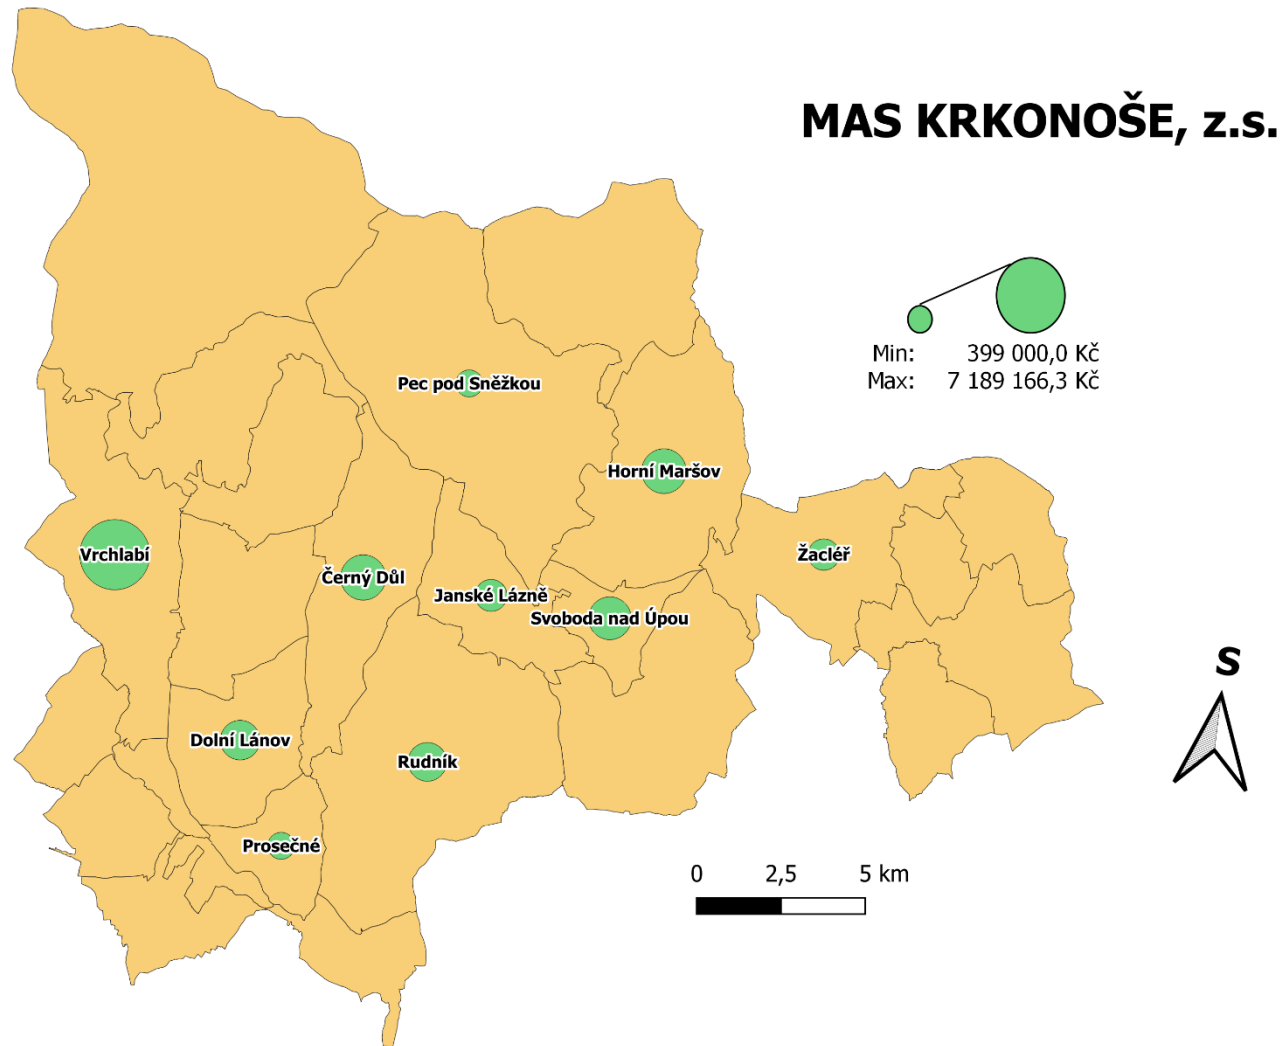 MAS KRKONOŠE, z.s.
Min: 399 000,0 Kč
Max: 7 189 166,3 Kč
Pec pod Sněžkou
Horní Maršov
Vrchlabí
Žacléř
Černý Důl
Janské Lázně
Svoboda nad Úpou
S
Dolní Lánov
Rudník
Prosečné
0 2,5 5 km